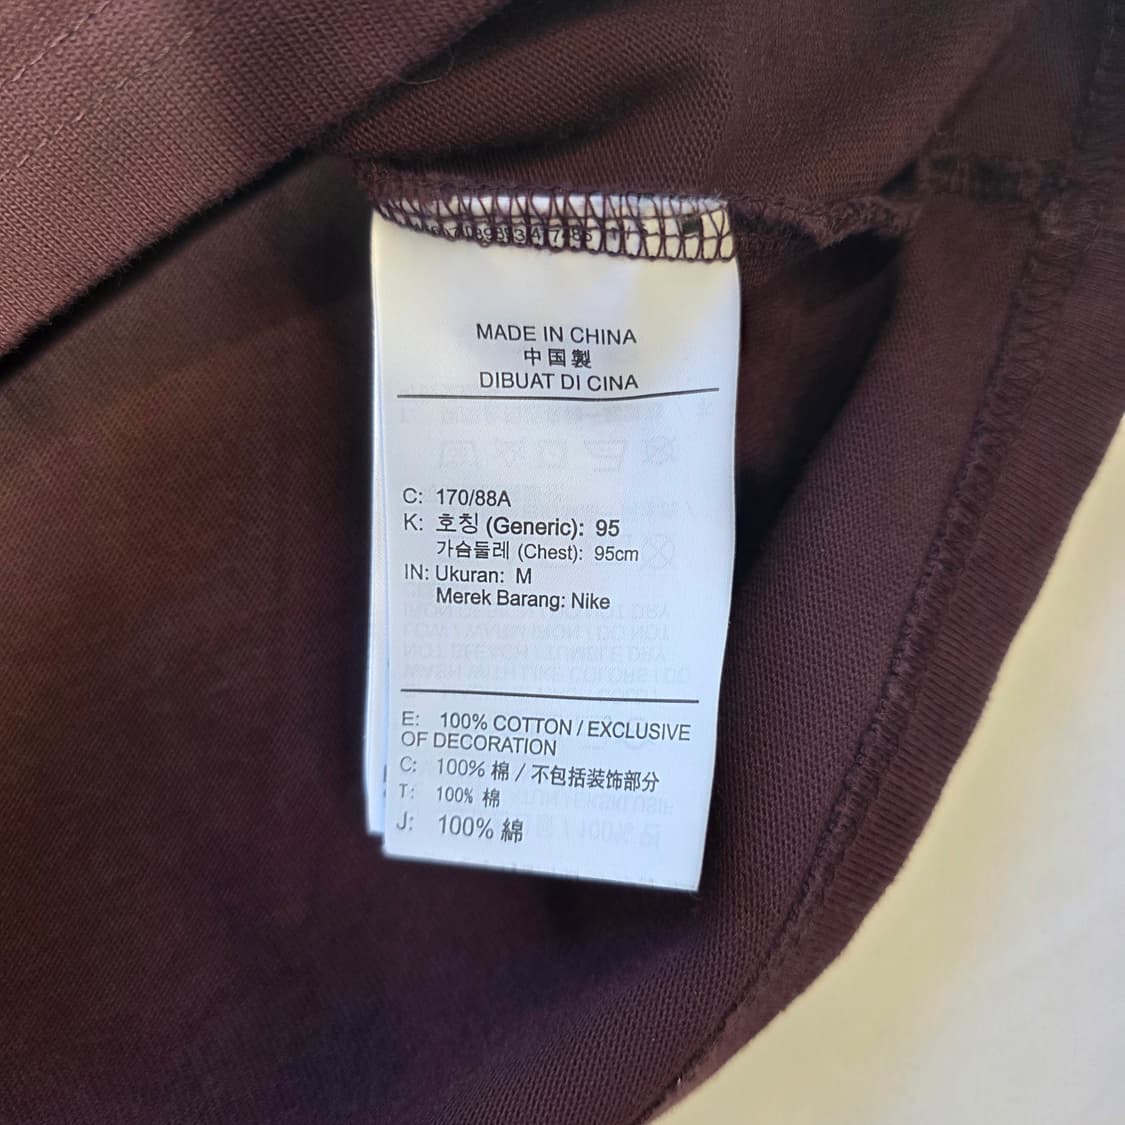 MADE IN CHINA
中国製
DIBUAT DI CINA
C: 170/88A
K: 호칭 (Generic): 95
가슴둘레 (Chest): 95cm
IN: Ukuran: M
Merek Barang: Nike
E: 100% COTTON / EXCLUSIVE
OF DECORATION
C: 100% 棉 / 不包括装饰部分
T: 100% 棉
J: 100% 綿